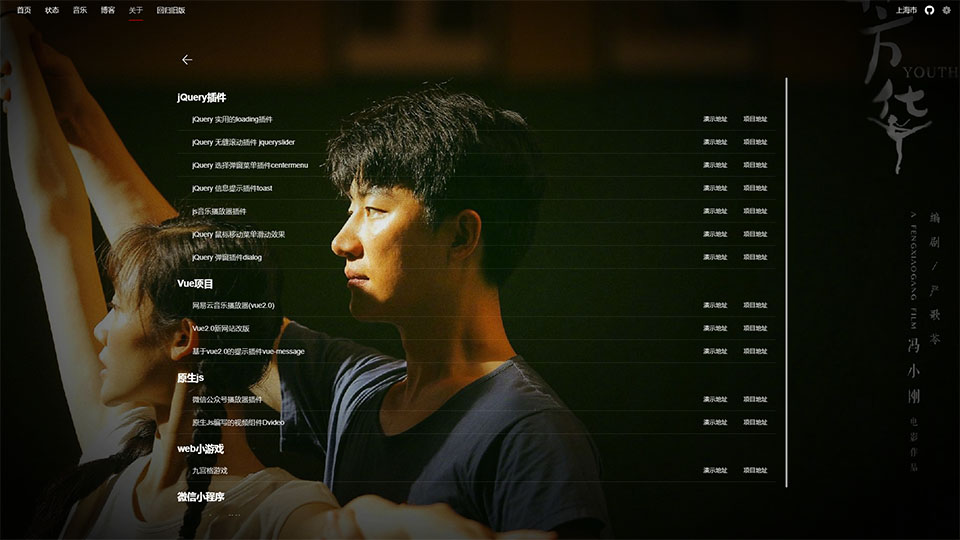 首页 状态 音乐 博客 关于 回归旧版
上海市
芳华
YOUTH
jQuery插件
jQuery 实用的loading插件 演示地址 项目地址
jQuery 无缝滚动插件 jqueryslider 演示地址 项目地址
jQuery 选择弹窗菜单插件centermenu 演示地址 项目地址
jQuery 信息提示插件toast 演示地址 项目地址
js音乐播放器插件 演示地址 项目地址
jQuery 鼠标移动菜单滑动效果 演示地址 项目地址
jQuery 弹窗插件dialog 演示地址 项目地址
Vue项目
网易云音乐播放器(vue2.0) 演示地址 项目地址
Vue2.0新网站改版 演示地址 项目地址
基于vue2.0的提示插件vue-message 演示地址 项目地址
原生js
微信公众号播放器插件 演示地址 项目地址
原生Js编写的视频组件Dvideo 演示地址 项目地址
web小游戏
九宫格游戏 演示地址 项目地址
微信小程序
编剧/严歌苓
A FENGXIAOGANG FILM
冯小刚
电影作品